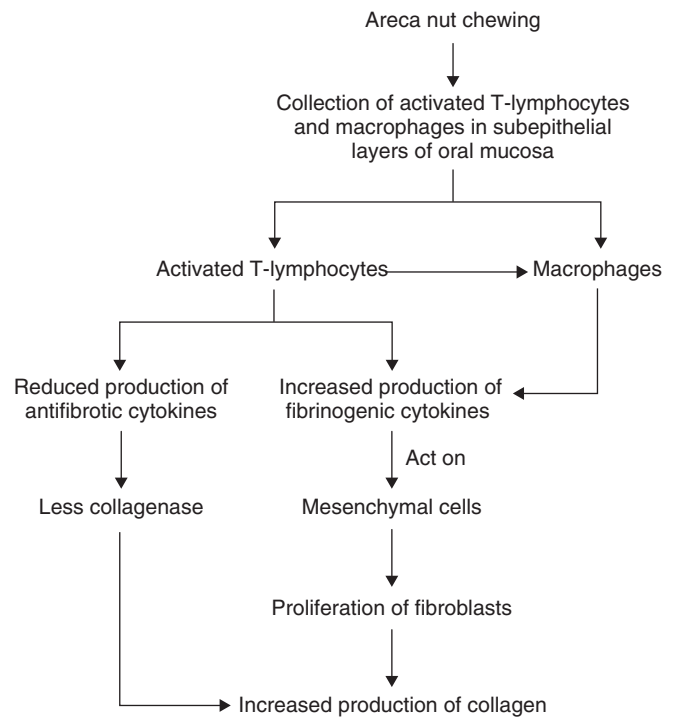 Areca nut chewing
Collection of activated T-lymphocytes
and macrophages in subepithelial
layers of oral mucosa
Activated T-lymphocytes
Macrophages
Reduced production of
antifibrotic cytokines
Increased production of
fibrinogenic cytokines
Act on
Less collagenase
Mesenchymal cells
Proliferation of fibroblasts
Increased production of collagen